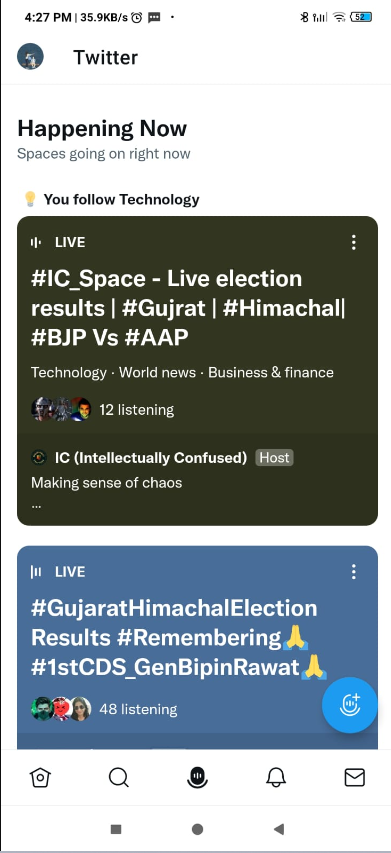 4:27 PM | 35.9KB/s
52
Twitter
Happening Now
Spaces going on right now
💡 You follow Technology
LIVE
#IC_Space - Live election
results | #Gujrat | #Himachal|
#BJP Vs #AAP
Technology · World news · Business & finance
12 listening
IC (Intellectually Confused) Host
Making sense of chaos
...
LIVE
#GujaratHimachalElection
Results #Remembering🙏
#1stCDS_GenBipinRawat🙏
48 listening